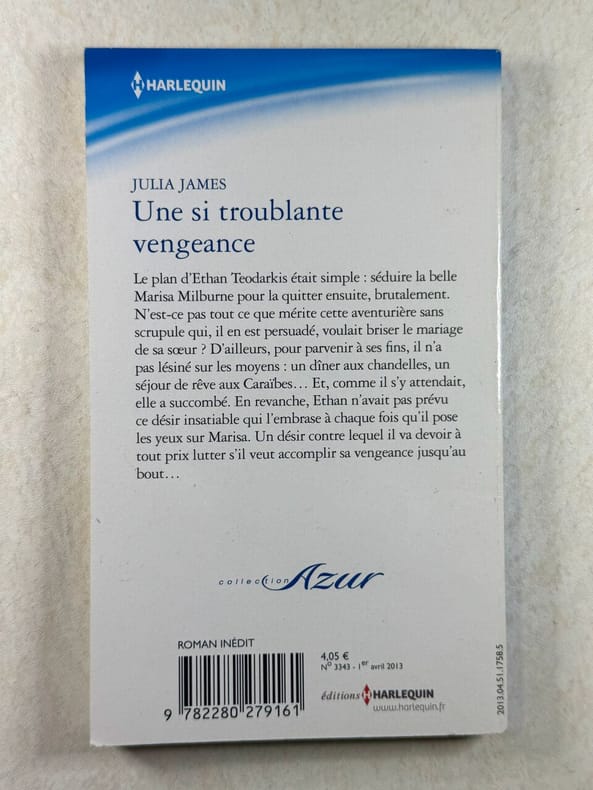 HARLEQUIN
JULIA JAMES
Une si troublante
vengeance
Le plan d'Ethan Teodarkis était simple : séduire la belle
Marisa Milburne pour la quitter ensuite, brutalement.
N'est-ce pas tout ce que mérite cette aventurière sans
scrupule qui, il en est persuadé, voulait briser le mariage
de sa sœur ? D'ailleurs, pour parvenir à ses fins, il n'a
pas lésiné sur les moyens : un dîner aux chandelles, un
séjour de rêve aux Caraïbes… Et, comme il s'y attendait,
elle a succombé. En revanche, Ethan n'avait pas prévu
ce désir insatiable qui l'embrase à chaque fois qu'il pose
les yeux sur Marisa. Un désir contre lequel il va devoir à
tout prix lutter s'il veut accomplir sa vengeance jusqu'au
bout…
collection Azur
ROMAN INÉDIT
4,05 €
N° 3343 - 1er avril 2013
éditions HARLEQUIN
www.harlequin.fr
9 782280 279161
2013.04.51.1758.5